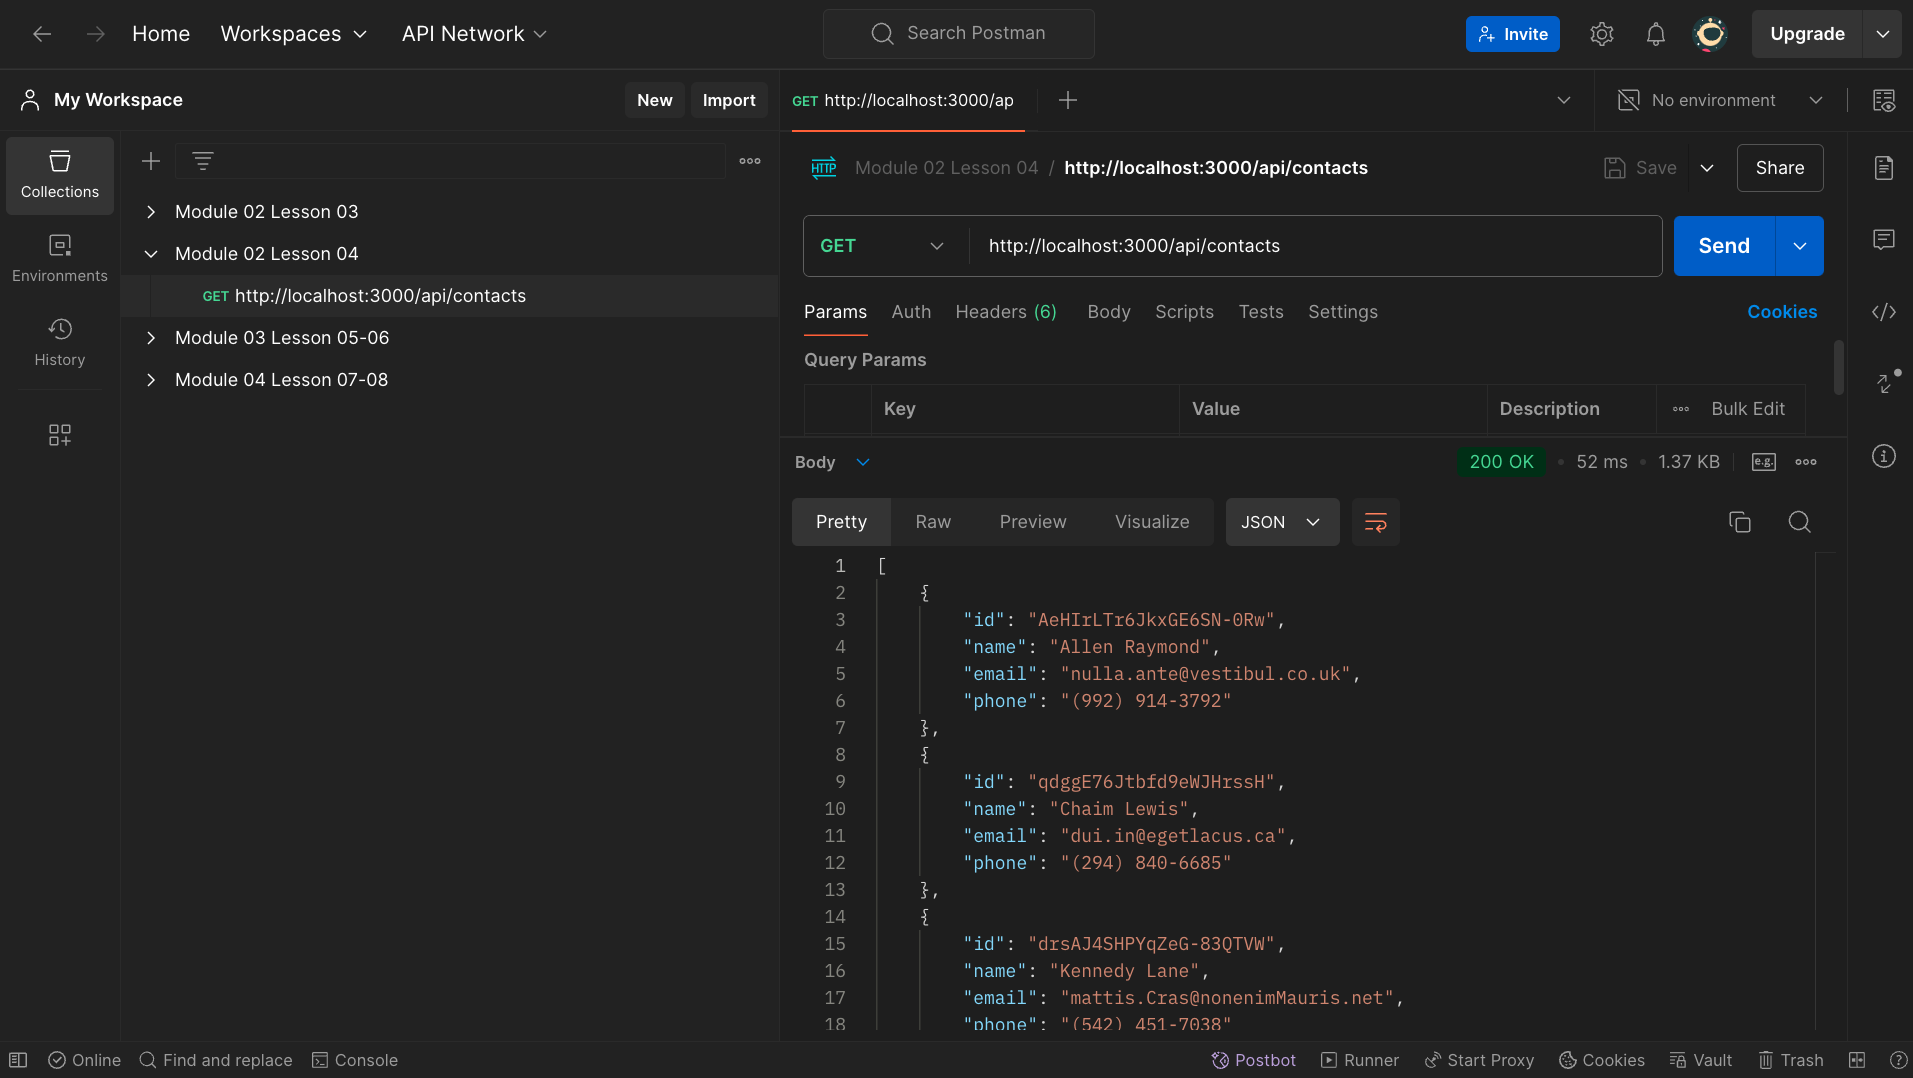 Home Workspaces API Network Search Postman Invite Upgrade
My Workspace New Import GET http://localhost:3000/ap No environment
Collections
Environments
History
Module 02 Lesson 03
Module 02 Lesson 04
GET http://localhost:3000/api/contacts
Module 03 Lesson 05-06
Module 04 Lesson 07-08
HTTP Module 02 Lesson 04 / http://localhost:3000/api/contacts Save Share
GET http://localhost:3000/api/contacts Send
Params Auth Headers (6) Body Scripts Tests Settings Cookies
Query Params
Key Value Description Bulk Edit
Body 200 OK 52 ms 1.37 KB e.g.
Pretty Raw Preview Visualize JSON
1 [
2 {
3 "id": "AeHIrLTr6JkxGE6SN-0Rw",
4 "name": "Allen Raymond",
5 "email": "nulla.ante@vestibul.co.uk",
6 "phone": "(992) 914-3792"
7 },
8 {
9 "id": "qdggE76Jtbfd9eWJHrssH",
10 "name": "Chaim Lewis",
11 "email": "dui.in@egetlacus.ca",
12 "phone": "(294) 840-6685"
13 },
14 {
15 "id": "drsAJ4SHPYqZeG-83QTVW",
16 "name": "Kennedy Lane",
17 "email": "mattis.Cras@nonenimMauris.net",
18 "phone": "(542) 451-7038"
Online Find and replace Console Postbot Runner Start Proxy Cookies Vault Trash